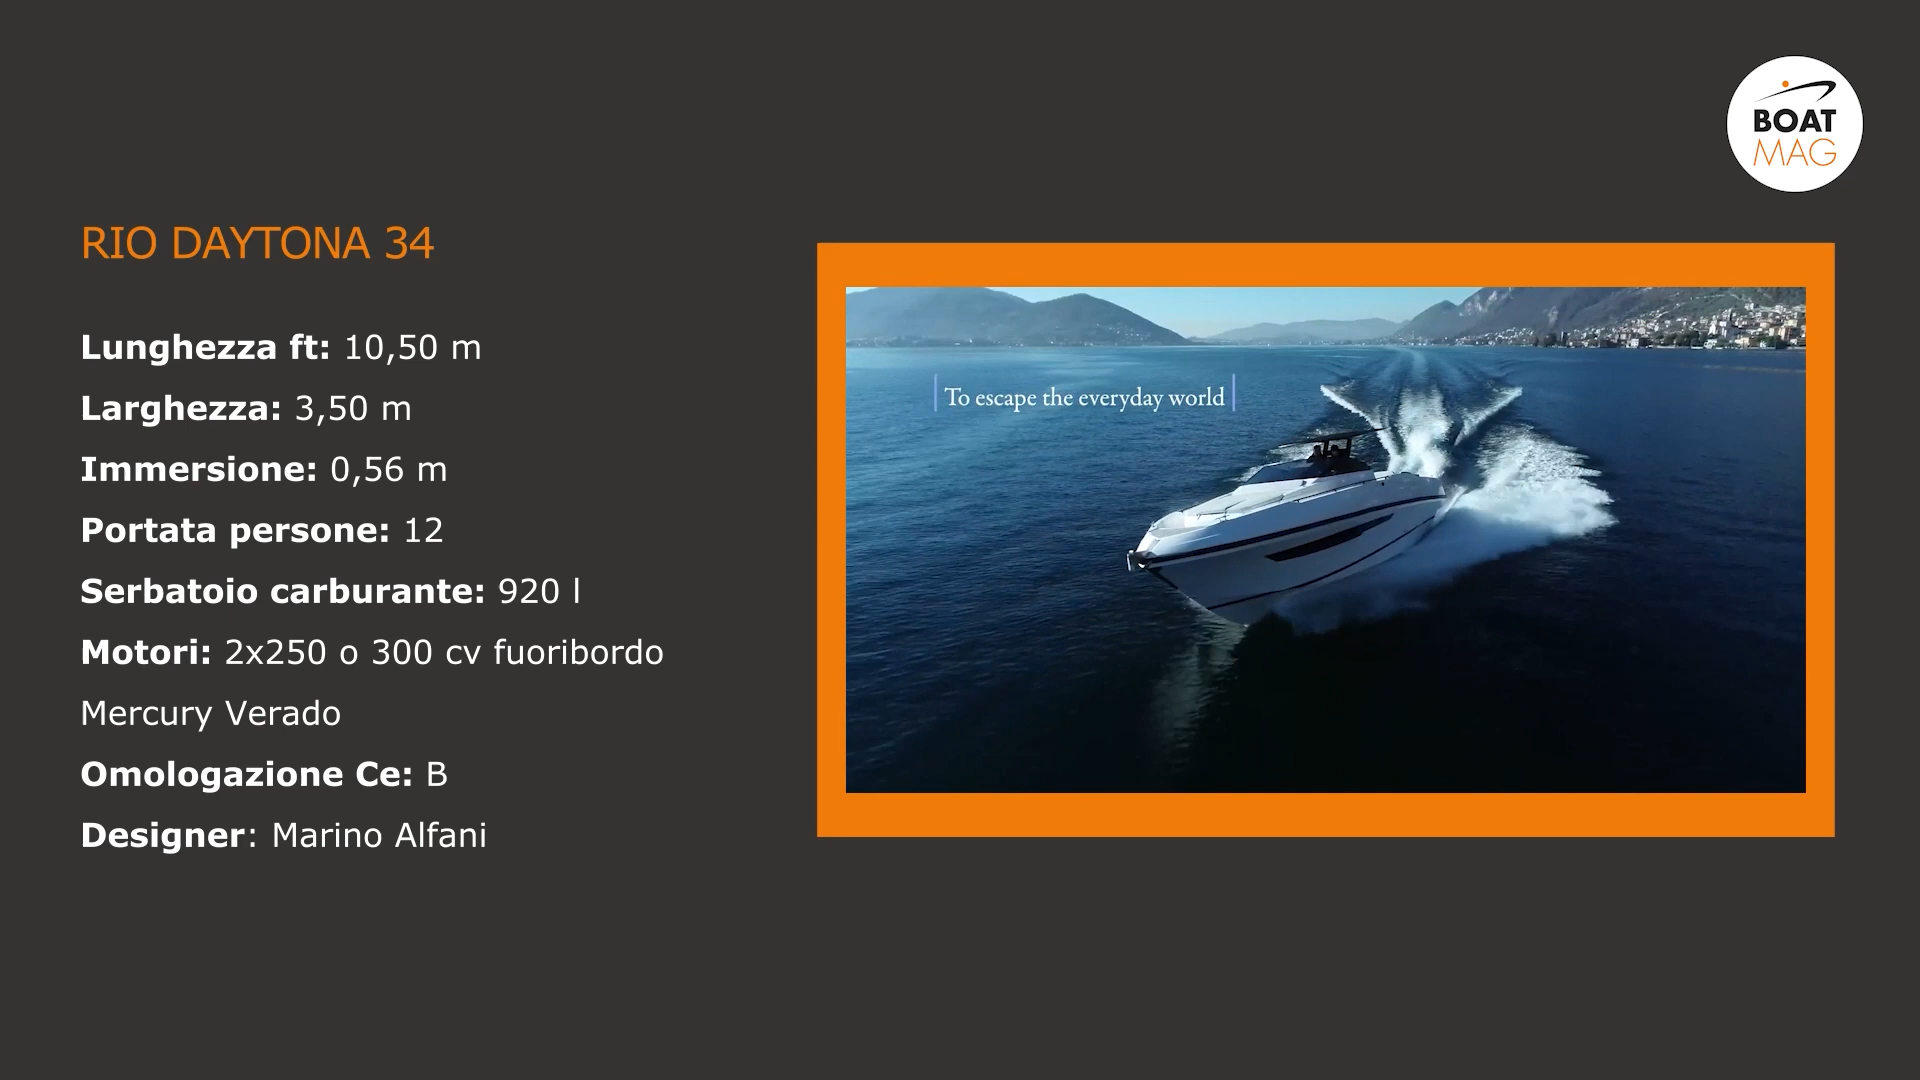 BOAT
MAG
RIO DAYTONA 34
Lunghezza ft: 10,50 m
Larghezza: 3,50 m
Immersione: 0,56 m
Portata persone: 12
Serbatoio carburante: 920 l
Motori: 2x250 o 300 cv fuoribordo
Mercury Verado
Omologazione Ce: B
Designer: Marino Alfani
To escape the everyday world